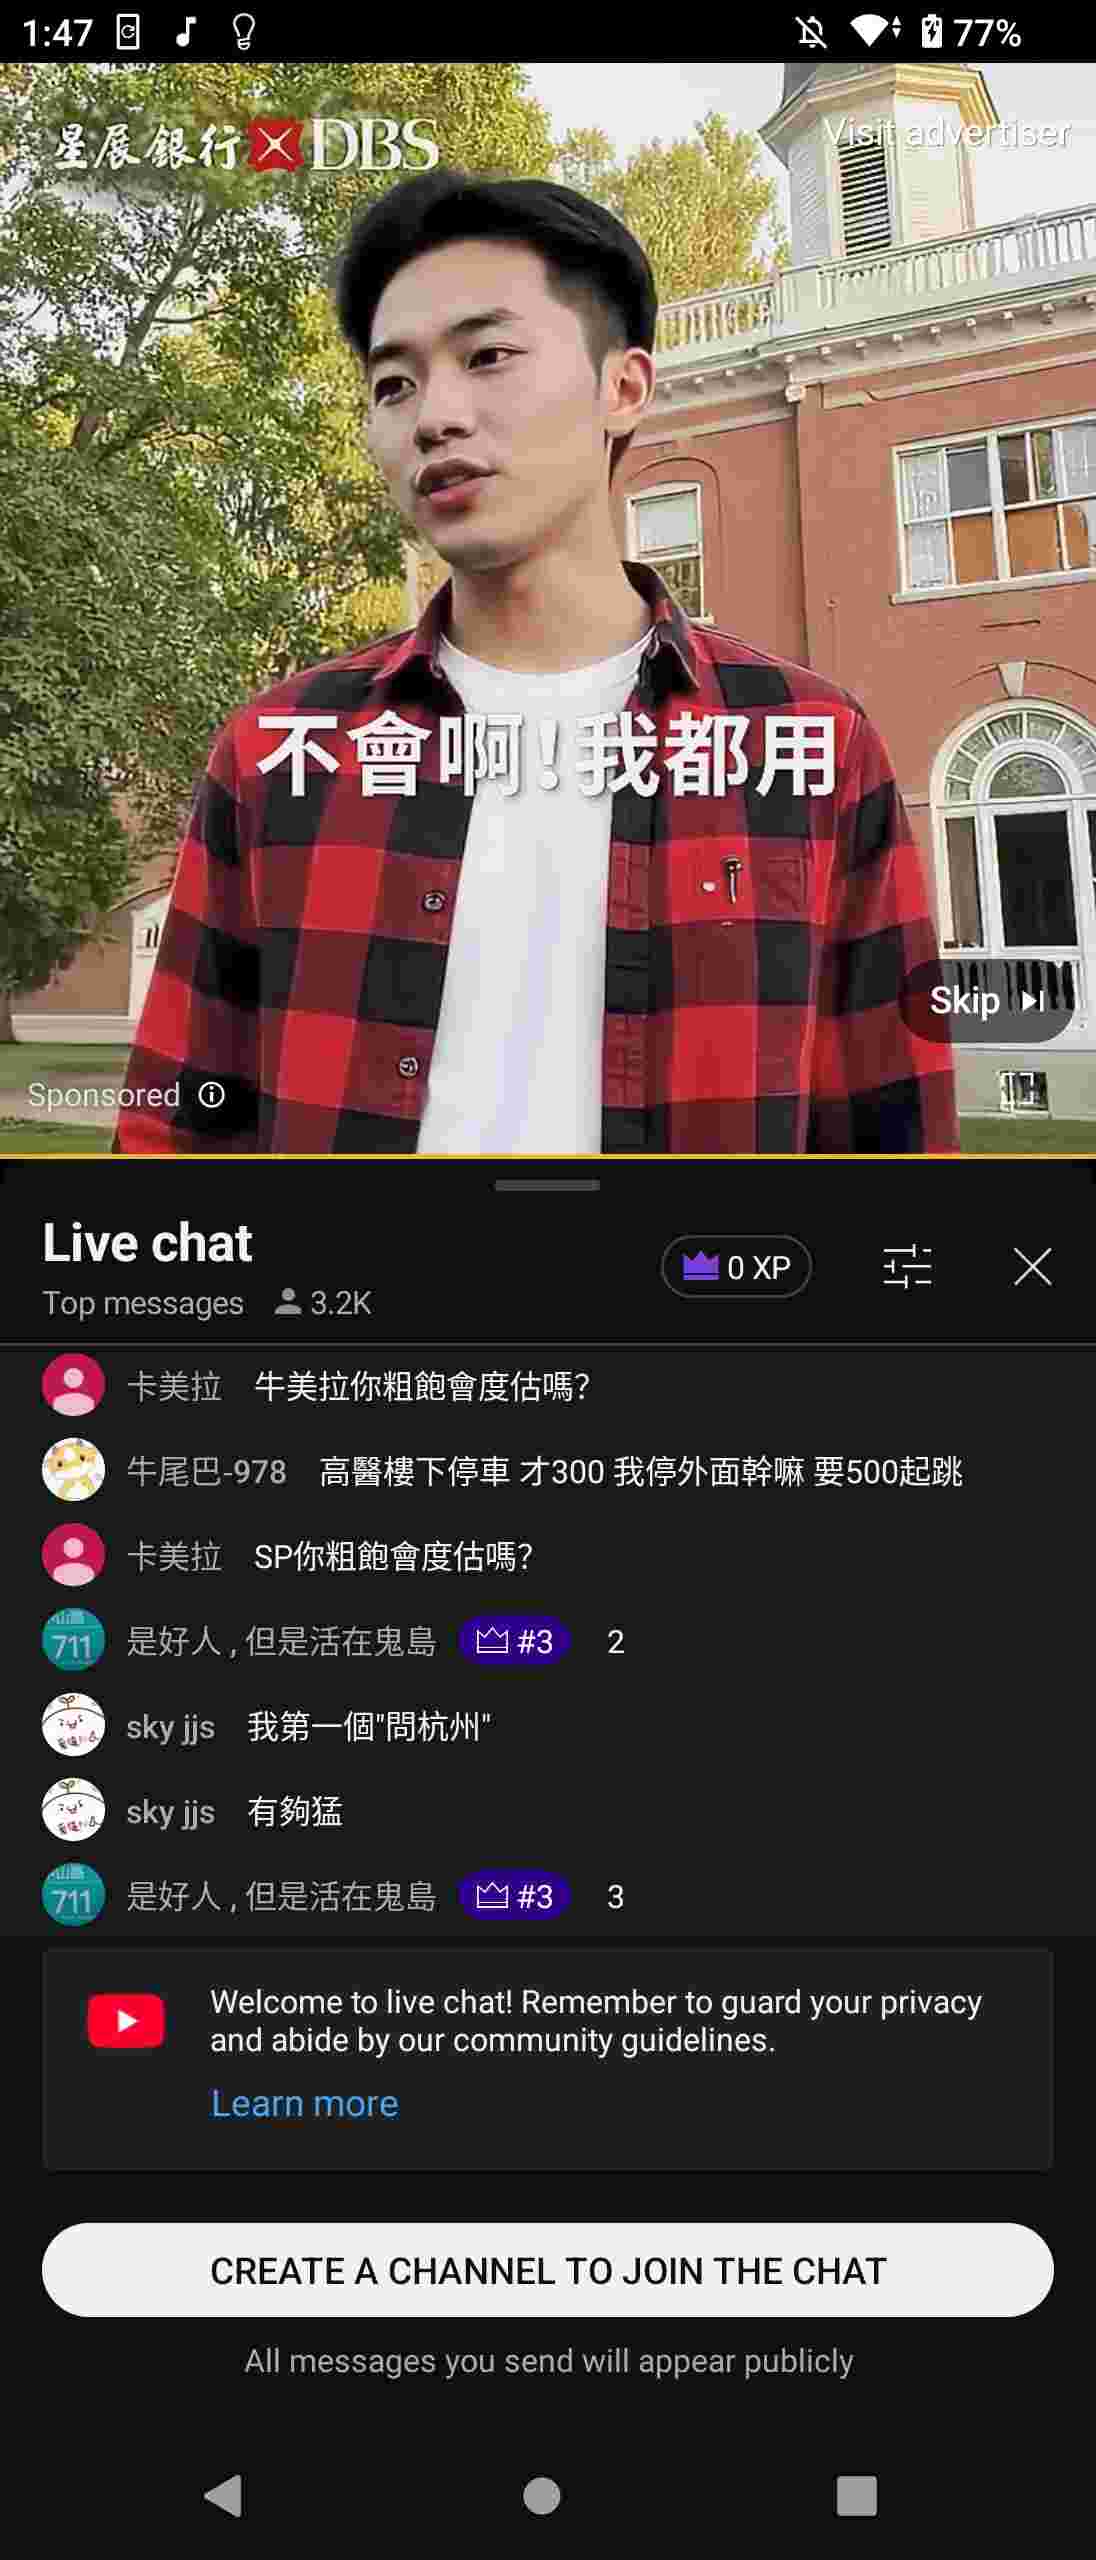 1:47
77%
星展銀行 DBS
Visit advertiser
不會啊!我都用
Skip
Sponsored
Live chat
Top messages 3.2K
0 XP
卡美拉 牛美拉你粗飽會度估嗎?
牛尾巴-978 高醫樓下停車 才300 我停外面幹嘛 要500起跳
卡美拉 SP你粗飽會度估嗎?
711
是好人 , 但是活在鬼島 #3 2
sky jjs 我第一個"問杭州"
sky jjs 有夠猛
711
是好人 , 但是活在鬼島 #3 3
Welcome to live chat! Remember to guard your privacy
and abide by our community guidelines.
Learn more
CREATE A CHANNEL TO JOIN THE CHAT
All messages you send will appear publicly